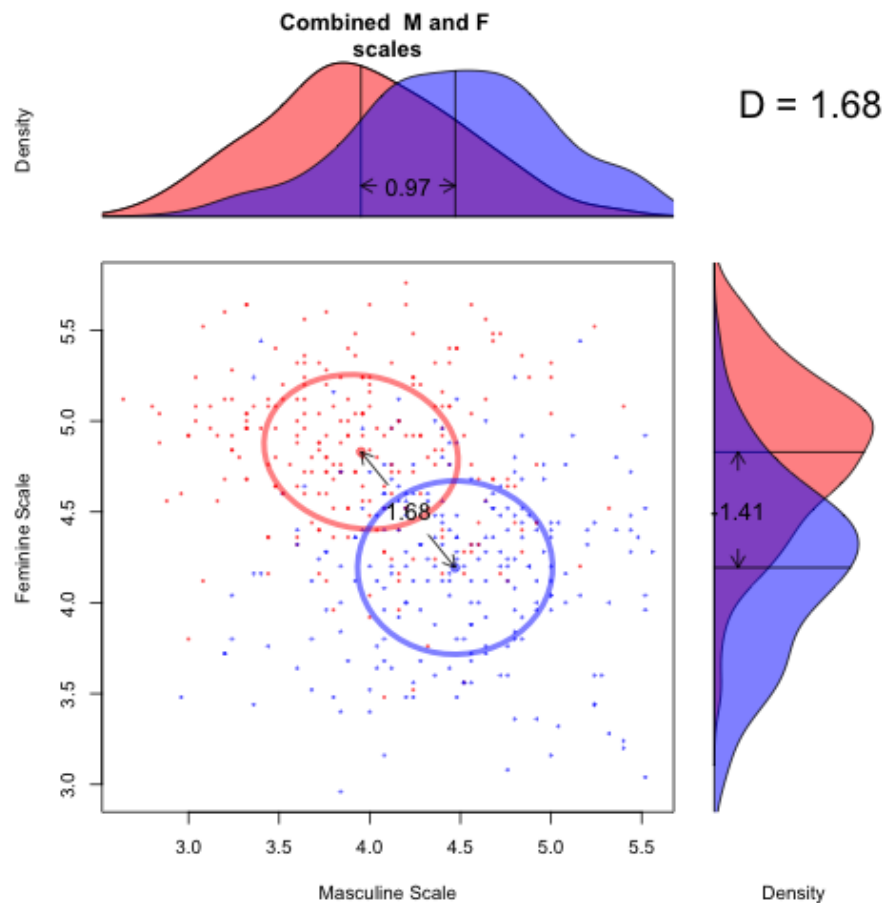 Combined M and F
scales
D = 1.68
Density
0.97
Feminine Scale
5.5
5.0
4.5
4.0
3.5
3.0
1.68
-1.41
3.0 3.5 4.0 4.5 5.0 5.5
Masculine Scale
Density